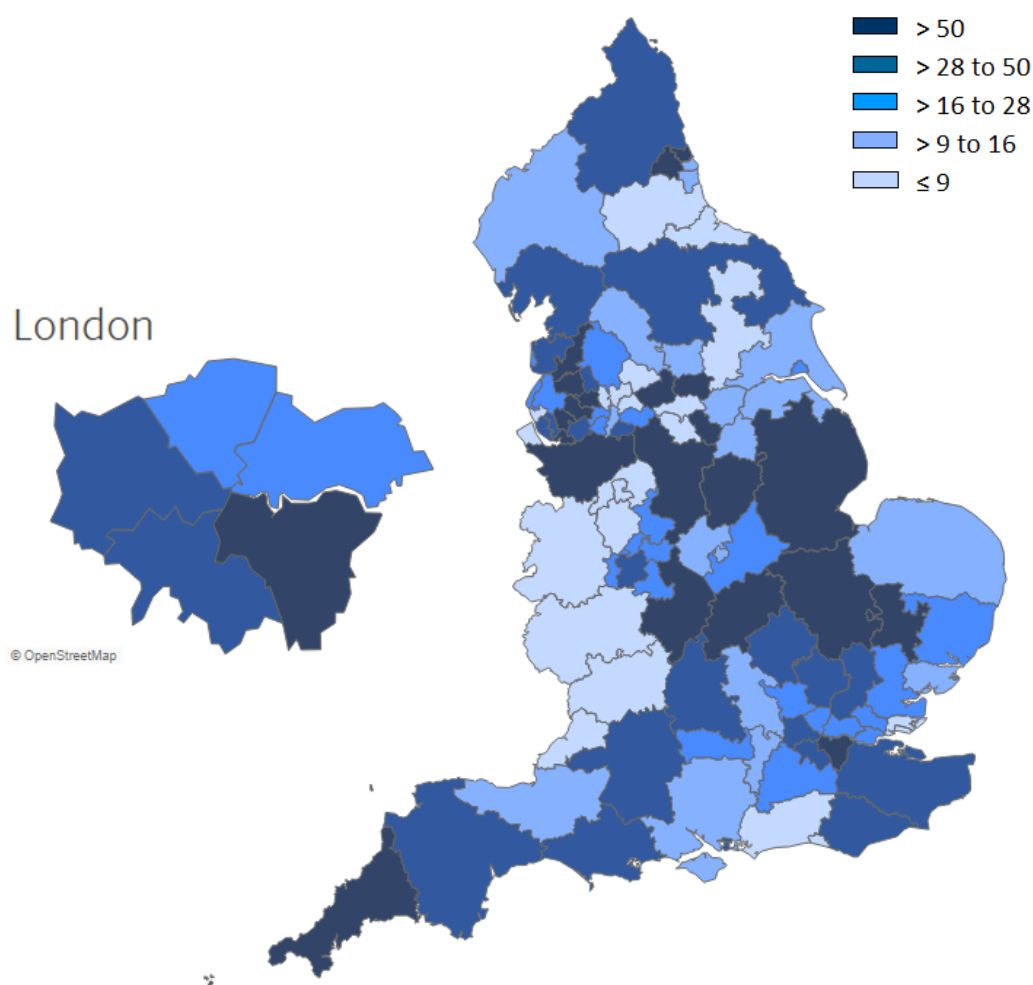 > 50
> 28 to 50
> 16 to 28
> 9 to 16
≤ 9
London
© OpenStreetMap